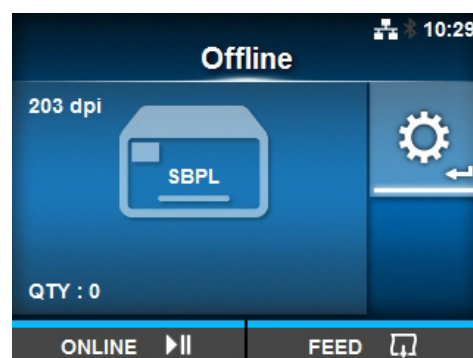 10:29
Offline
203 dpi
SBPL
QTY : 0
ONLINE
FEED